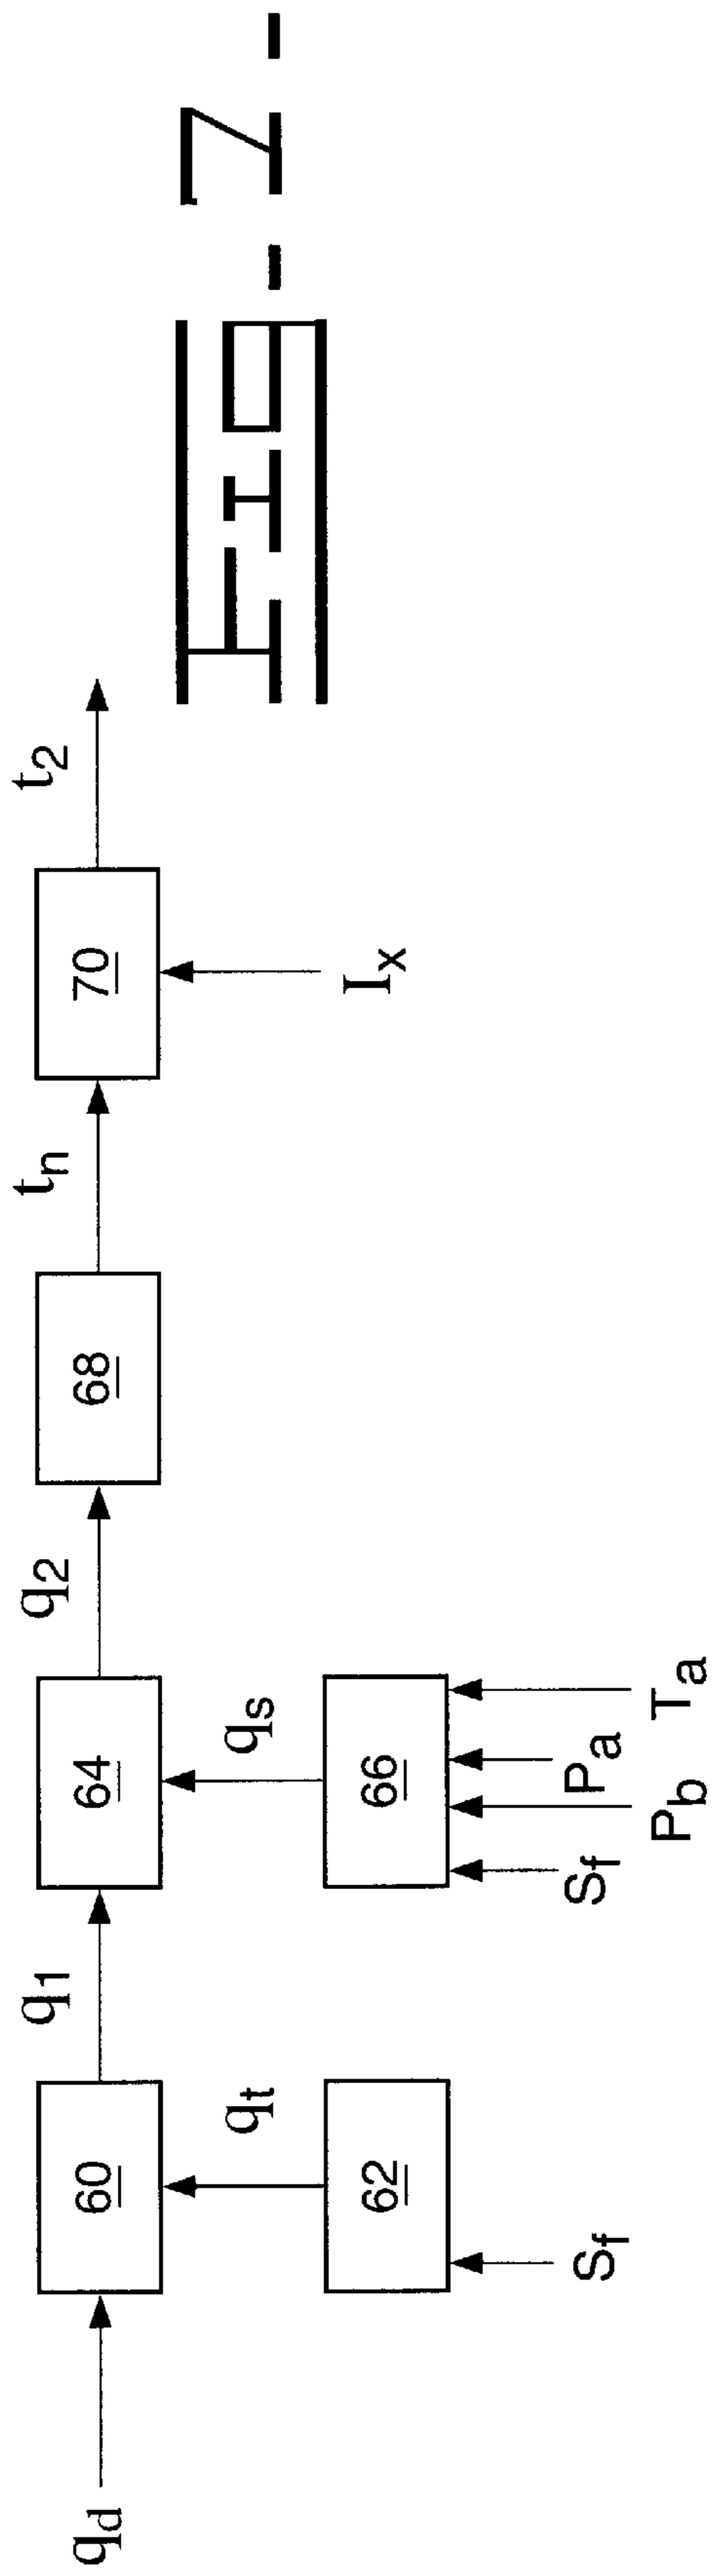 q_d
60
q_1
64
q_2
68
t_n
70
t_2
q_t
q_s
I_x
62
66
S_f
S_f
P_b
P_a
T_a
Fig - 7 -